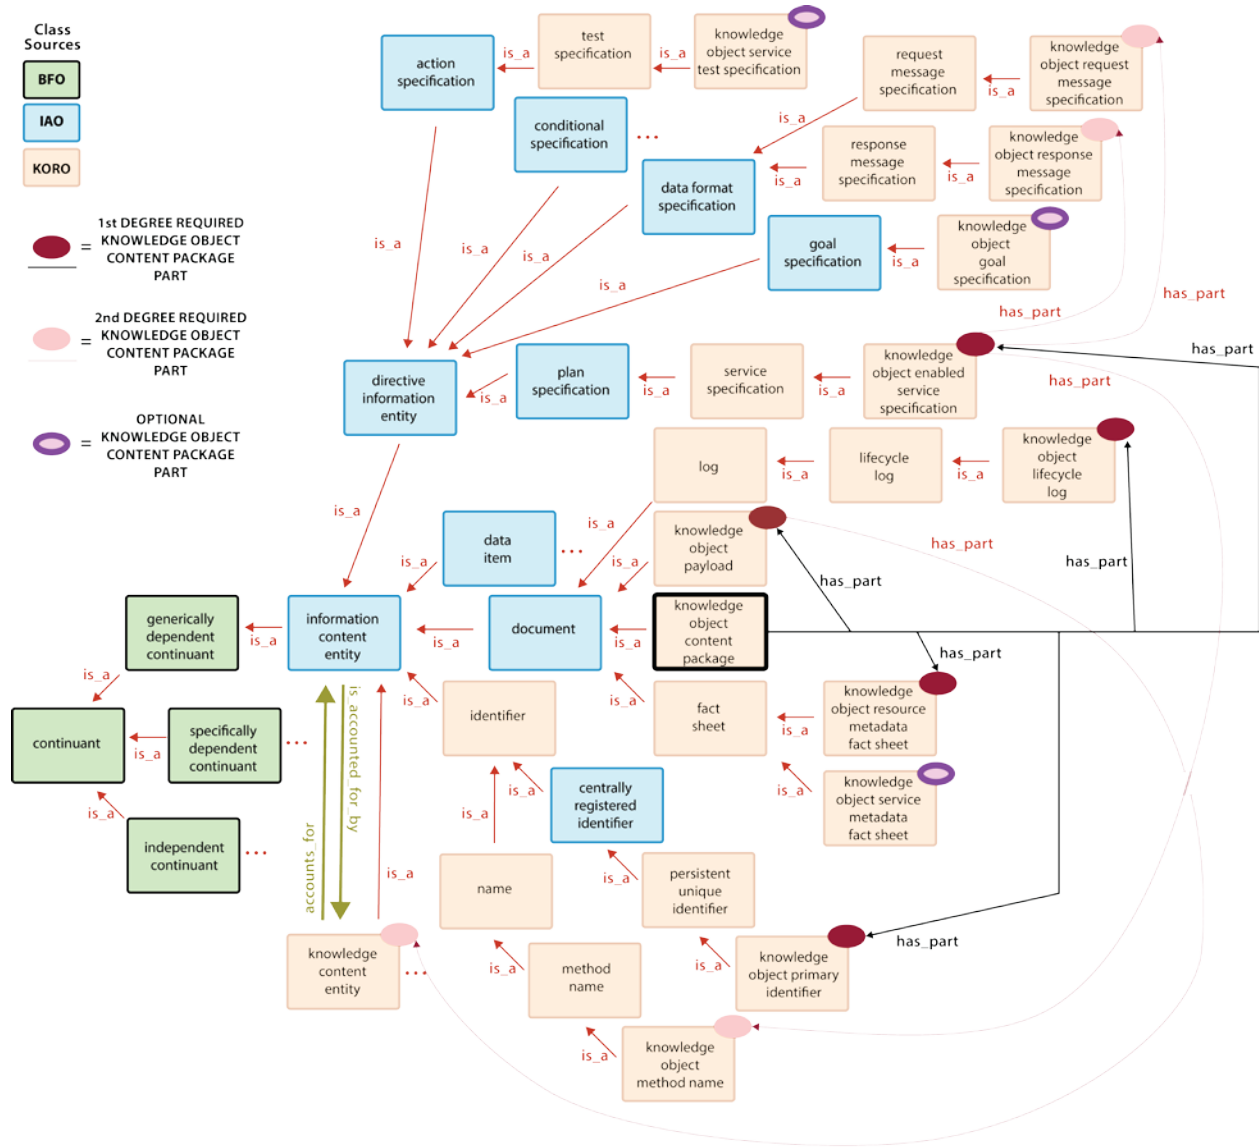 Class
Sources
BFO
IAO
KORO
1st DEGREE REQUIRED
KNOWLEDGE OBJECT
CONTENT PACKAGE
PART
=
2nd DEGREE REQUIRED
KNOWLEDGE OBJECT
CONTENT PACKAGE
PART
=
OPTIONAL
KNOWLEDGE OBJECT
CONTENT PACKAGE
PART
=
action
specification
is_a
test
specification
is_a
knowledge
object service
test specification
request
message
specification
is_a
knowledge
object request
message
specification
conditional
specification
...
is_a
response
message
specification
is_a
knowledge
object response
message
specification
data format
specification
is_a
goal
specification
is_a
knowledge
object
goal
specification
is_a
is_a
is_a
is_a
has_part
has_part
has_part
has_part
directive
information
entity
is_a
plan
specification
is_a
service
specification
is_a
knowledge
object enabled
service
specification
log
is_a
lifecycle
log
is_a
knowledge
object
lifecycle
log
is_a
data
item
...
is_a
is_a
knowledge
object
payload
is_a
has_part
has_part
has_part
generically
dependent
continuant
is_a
information
content
entity
is_a
document
is_a
knowledge
object
content
package
has_part
is_a
continuant
is_a
specifically
dependent
continuant
...
is_a
independent
continuant
...
accounts_for
is_accounted_for_by
is_a
is_a
identifier
is_a
fact
sheet
is_a
knowledge
object resource
metadata
fact sheet
is_a
knowledge
object service
metadata
fact sheet
is_a
centrally
registered
identifier
is_a
name
is_a
persistent
unique
identifier
knowledge
content
entity
...
is_a
method
name
is_a
knowledge
object primary
identifier
has_part
is_a
knowledge
object
method name